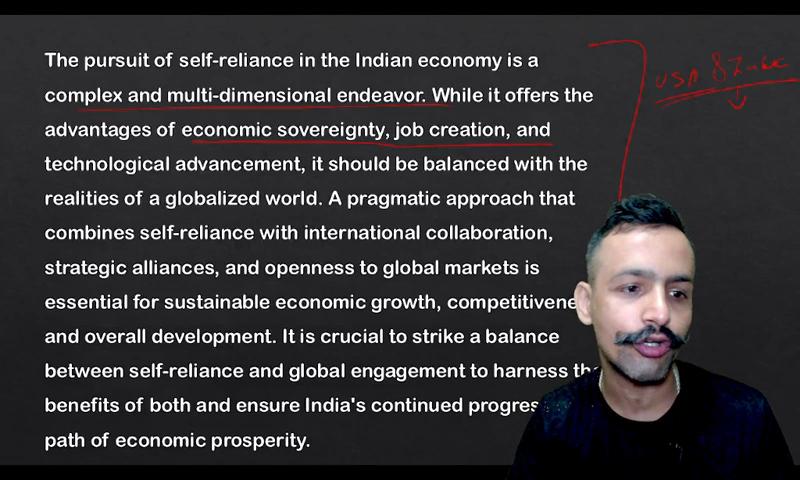 The pursuit of self-reliance in the Indian economy is a
complex and multi-dimensional endeavor. While it offers the
advantages of economic sovereignty, job creation, and
technological advancement, it should be balanced with the
realities of a globalized world. A pragmatic approach that
combines self-reliance with international collaboration,
strategic alliances, and openness to global markets is
essential for sustainable economic growth,
and overall development. It is crucial to strike a balance
between self-reliance and global engagement to harness
benefits of both and ensure India's continued
path of economic prosperity.
USA